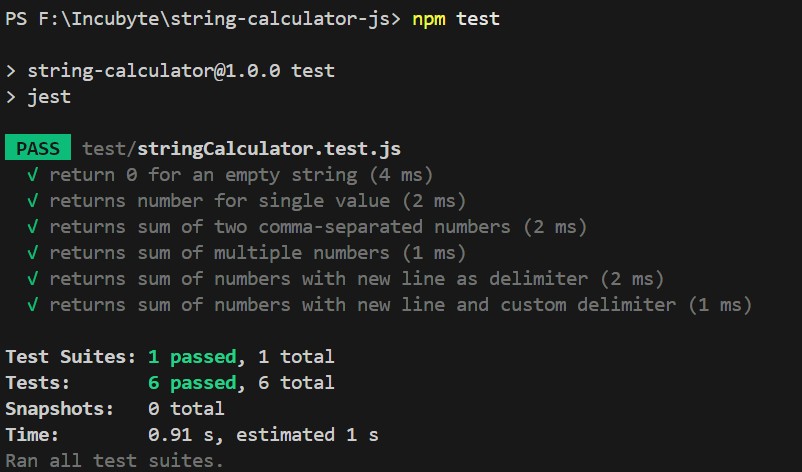 PS F:\Incubyte\string-calculator-js> npm test
> string-calculator@1.0.0 test
> jest
PASS test/stringCalculator.test.js
√ return 0 for an empty string (4 ms)
√ returns number for single value (2 ms)
√ returns sum of two comma-separated numbers (2 ms)
√ returns sum of multiple numbers (1 ms)
√ returns sum of numbers with new line as delimiter (2 ms)
√ returns sum of numbers with new line and custom delimiter (1 ms)
Test Suites: 1 passed, 1 total
Tests: 6 passed, 6 total
Snapshots: 0 total
Time: 0.91 s, estimated 1 s
Ran all test suites.